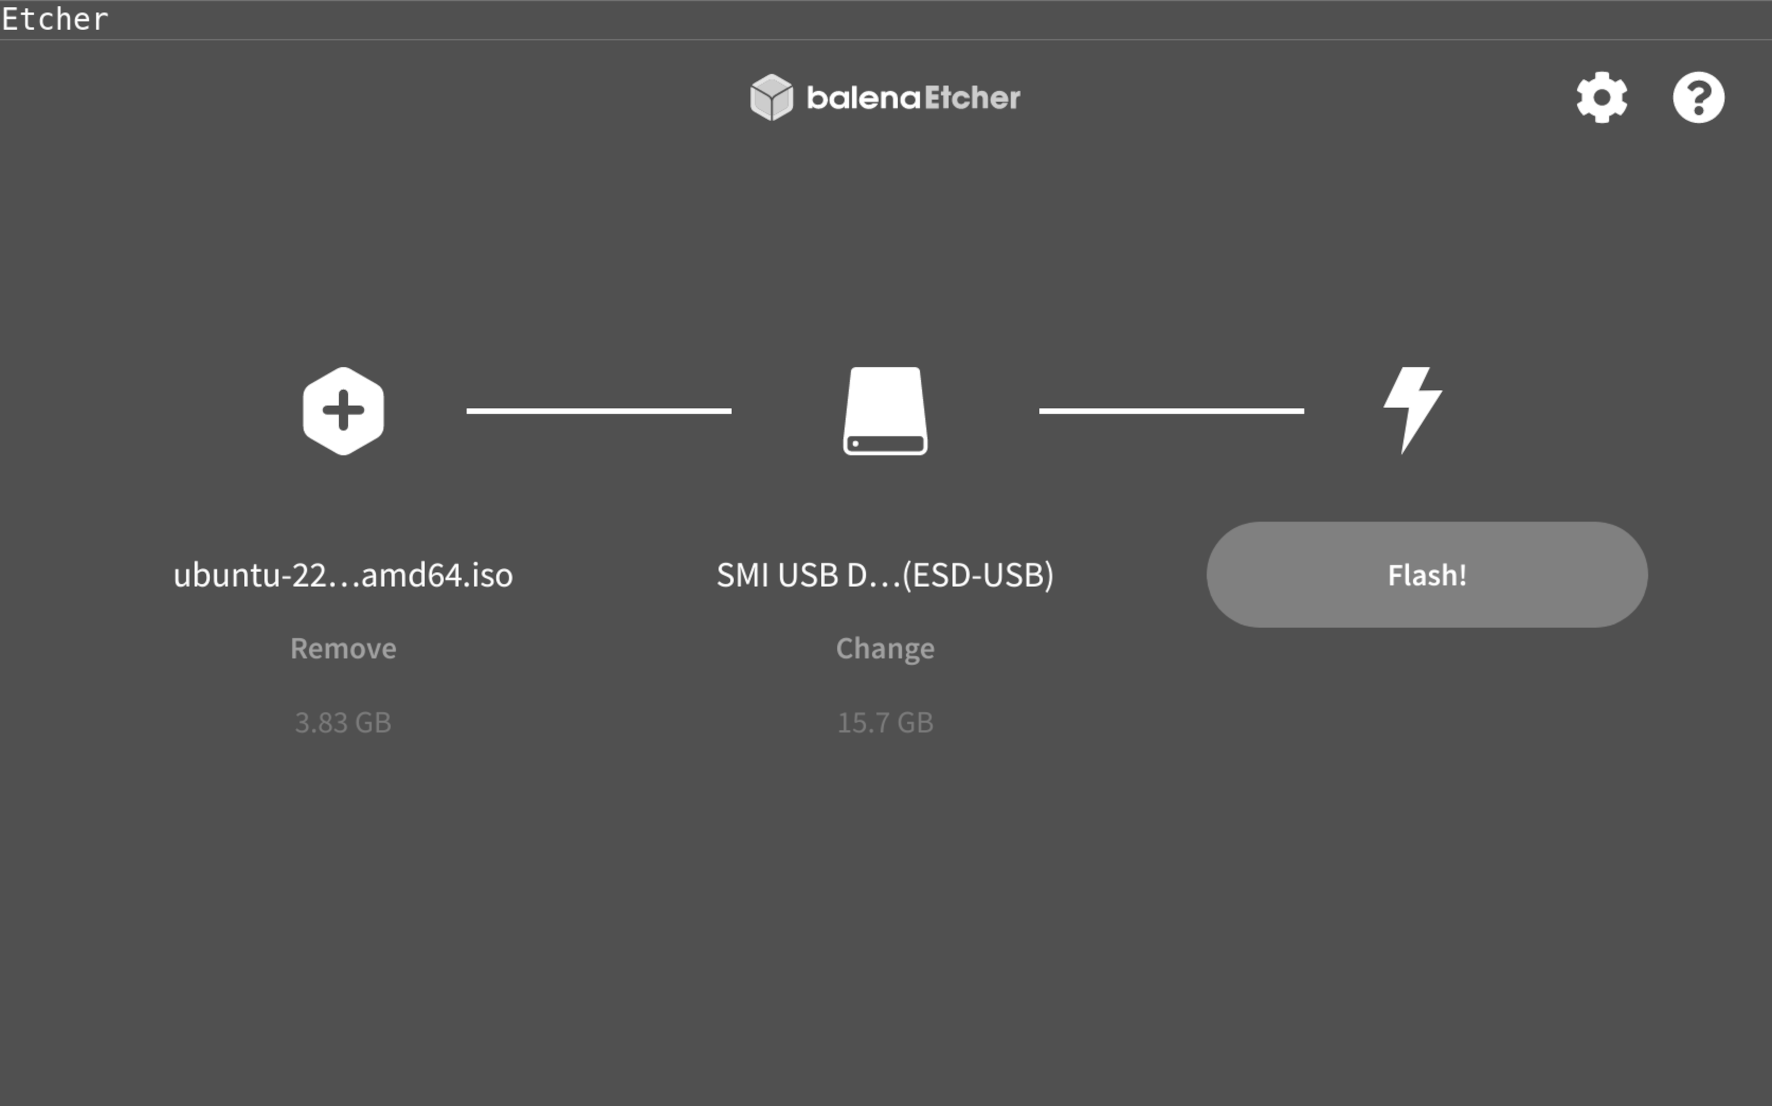 Etcher
balenaEtcher
ubuntu-22...amd64.iso
SMI USB D...(ESD-USB)
Flash!
Remove
Change
3.83 GB
15.7 GB